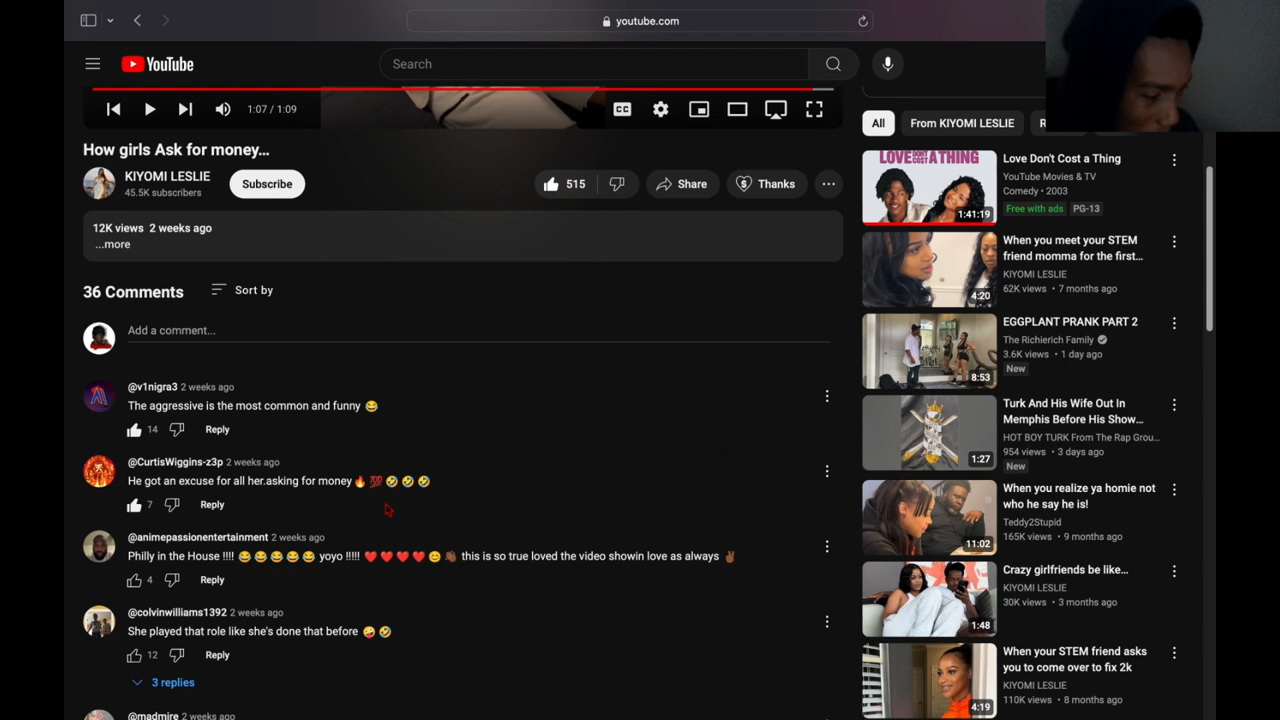 youtube.com
YouTube
Search
1:07 / 1:09
CC
How girls Ask for money...
KIYOMI LESLIE
45.5K subscribers
Subscribe
515
Share
Thanks
12K views 2 weeks ago
...more
36 Comments
Sort by
Add a comment...
@v1nigra3 2 weeks ago
The aggressive is the most common and funny 😂
14
Reply
@CurtisWiggins-z3p 2 weeks ago
He got an excuse for all her.asking for money🔥💯🤣🤣🤣
7
Reply
@animepassionentertainment 2 weeks ago
Philly in the House !!!! 😂😂😂😂😂 yoyo !!!!! ❤️❤️❤️❤️😊👏🏾 this is so true loved the video showin love as always ✌🏾
4
Reply
@colvinwilliams1392 2 weeks ago
She played that role like she's done that before 🤪🤣
12
Reply
3 replies
@madmire 2 weeks ago
All
From KIYOMI LESLIE
LOVE DON'T COST A THING
1:41:19
Love Don't Cost a Thing
YouTube Movies & TV
Comedy • 2003
Free with ads PG-13
4:20
When you meet your STEM
friend momma for the first...
KIYOMI LESLIE
62K views • 7 months ago
8:53
EGGPLANT PRANK PART 2
The Richierich Family
3.6K views • 1 day ago
New
1:27
Turk And His Wife Out In
Memphis Before His Show...
HOT BOY TURK From The Rap Grou...
954 views • 3 days ago
New
11:02
When you realize ya homie not
who he say he is!
Teddy2Stupid
165K views • 9 months ago
1:48
Crazy girlfriends be like...
KIYOMI LESLIE
30K views • 3 months ago
4:19
When your STEM friend asks
you to come over to fix 2k
KIYOMI LESLIE
110K views • 8 months ago